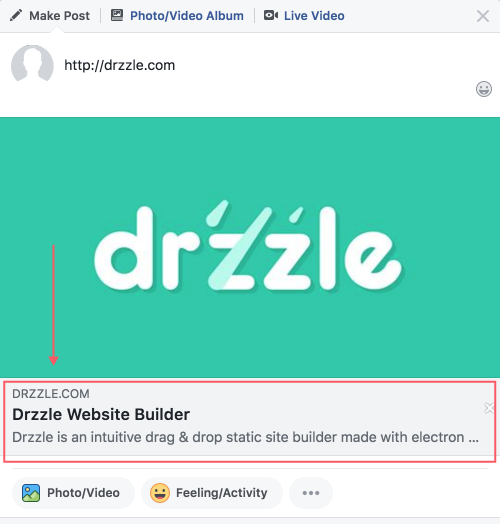 Make Post
Photo/Video Album
Live Video
http://drzzle.com
drzzle
DRZZLE.COM
Drzzle Website Builder
Drzzle is an intuitive drag & drop static site builder made with electron ...
Photo/Video
Feeling/Activity